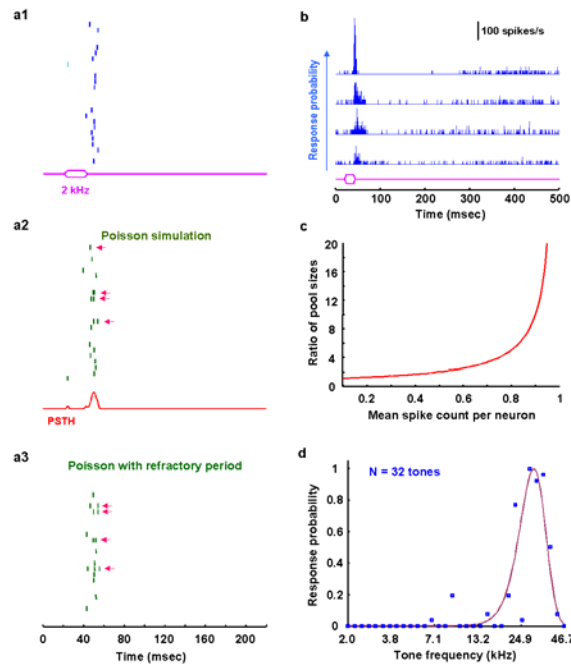 a1
2 kHz
a2
Poisson simulation
PSTH
a3
Poisson with refractory period
0 40 80 120 160 200
Time (msec)
b
100 spikes/s
Response probability
0 100 200 300 400 500
Time (msec)
c
Ratio of pool sizes
20
16
12
8
4
0
0.2 0.4 0.6 0.8 1
Mean spike count per neuron
d
N = 32 tones
Response probability
1.0
0.8
0.6
0.4
0.2
0
2.0 3.8 7.1 13.2 24.9 46.7
Tone frequency (kHz)